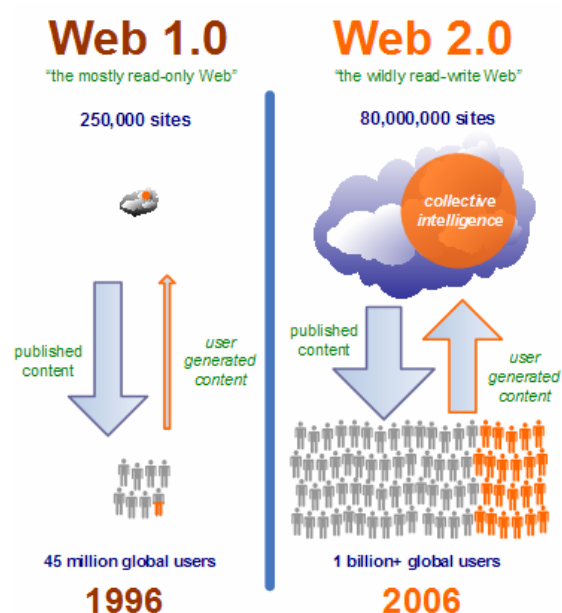 Web 1.0
"the mostly read-only Web"
250,000 sites
published
content
user
generated
content
45 million global users
1996
Web 2.0
"the wildly read-write Web"
80,000,000 sites
collective
intelligence
published
content
user
generated
content
1 billion+ global users
2006